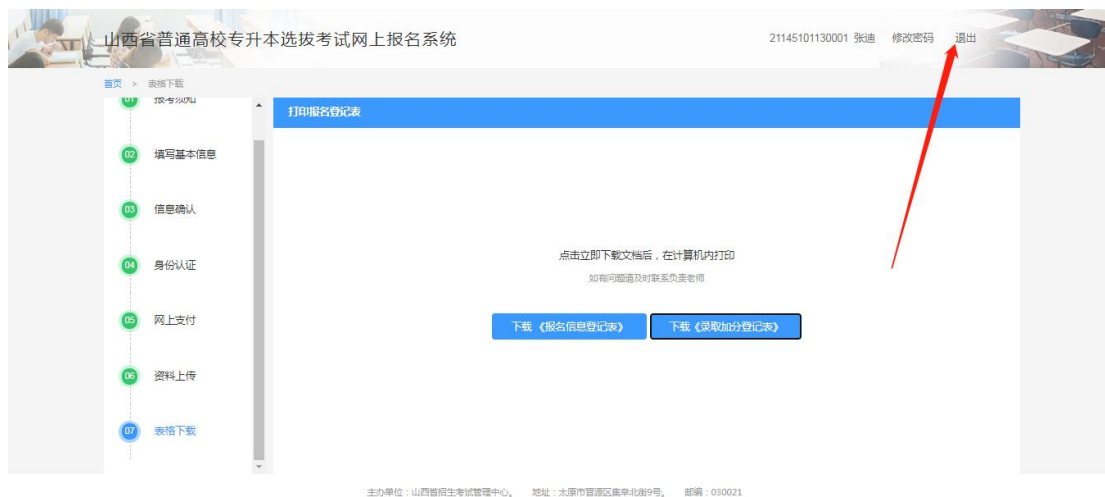 山西省普通高校专升本选拔考试网上报名系统
21145101130001 张迪 修改密码 退出
首页 > 表格下载
01 报考须知
打印报名登记表
02 填写基本信息
03 信息确认
04 身份认证
点击立即下载文档后，在计算机内打印
如有问题请及时联系负责老师
05 网上支付
下载《报名信息登记表》 下载《录取加分登记表》
06 资料上传
07 表格下载
主办单位：山西省招生考试管理中心。 地址：太原市晋源区集阜北街9号。 邮编：030021